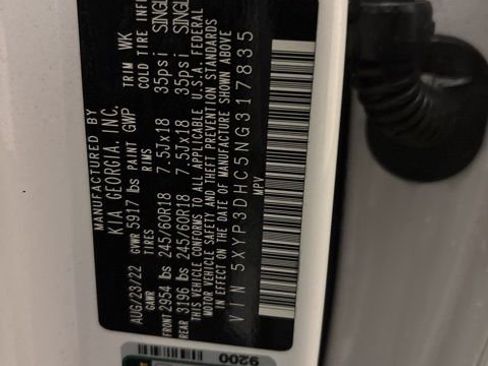 MANUFACTURED BY
KIA GEORGIA, INC.
AUG/23/22 GVWR 5917 lbs PAINT GWP TRIM WK
GAWR TIRES RIMS COLD TIRE
FRONT 2954 lbs 245/60R18 7.5JX18 35psi SINGL
REAR 3196 lbs 245/60R18 7.5JX18 35psi SINGL
THIS VEHICLE CONFORMS TO ALL APPLICABLE U.S.A. FEDERAL
MOTOR VEHICLE SAFETY AND THEFT PREVENTION STANDARDS
IN EFFECT ON THE DATE OF MANUFACTURE SHOWN ABOVE
VIN 5XYP3DHC5NG317835
MPV
9200